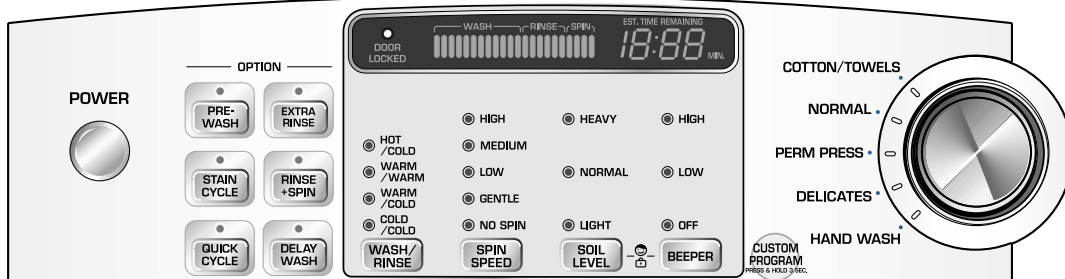 POWER
OPTION
PRE-
WASH
EXTRA
RINSE
STAIN
CYCLE
RINSE
+SPIN
QUICK
CYCLE
DELAY
WASH
DOOR
LOCKED
WASH
RINSE
SPIN
EST. TIME REMAINING
18:88
MIN.
HOT
/COLD
WARM
/WARM
WARM
/COLD
COLD
/COLD
WASH/
RINSE
HIGH
MEDIUM
LOW
GENTLE
NO SPIN
SPIN
SPEED
HEAVY
NORMAL
LIGHT
SOIL
LEVEL
HIGH
LOW
OFF
BEEPER
CUSTOM
PROGRAM
PRESS & HOLD 3 SEC.
COTTON/TOWELS
NORMAL
PERM PRESS
DELICATES
HAND WASH